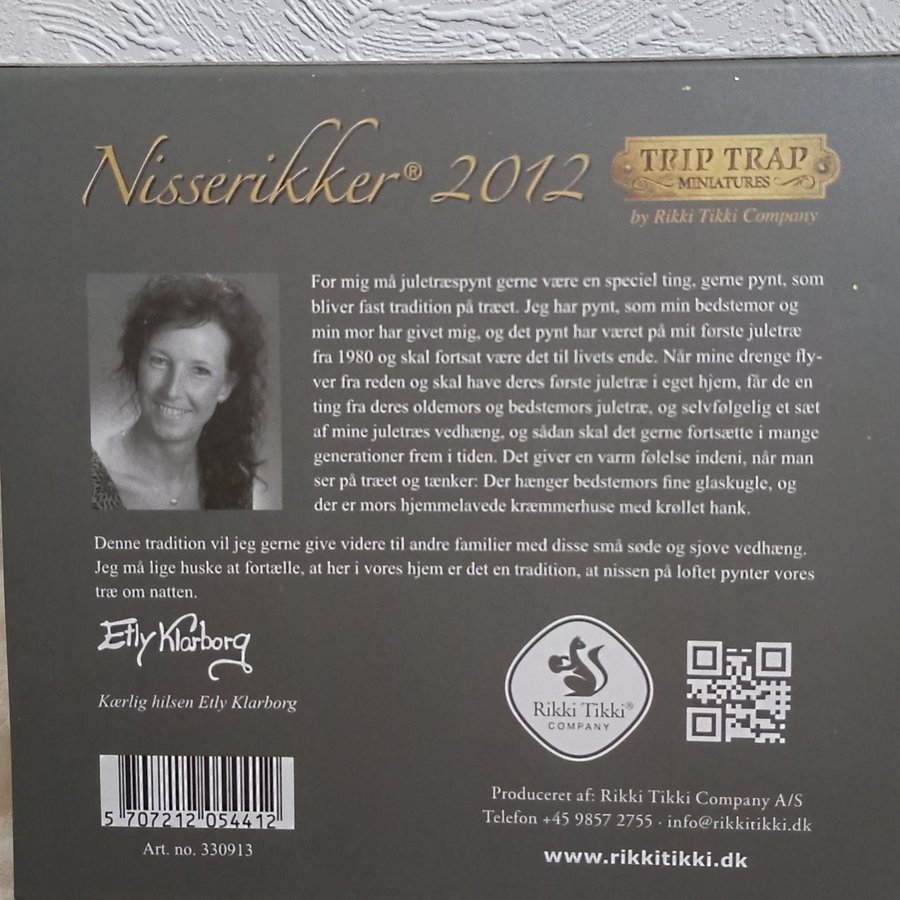 Nisserikker® 2012
TRIP TRAP
MINIATURES
by Rikki Tikki Company
For mig må juletræspynt gerne være en speciel ting, gerne pynt, som
bliver fast tradition på træet. Jeg har pynt, som min bedstemor og
min mor har givet mig, og det pynt har været på mit første juletræ
fra 1980 og skal fortsat være det til livets ende. Når mine drenge fly-
ver fra reden og skal have deres første juletræ i eget hjem, får de en
ting fra deres oldemors og bedstemors juletræ, og selvfølgelig et sæt
af mine juletræs vedhæng, og sådan skal det gerne fortsætte i mange
generationer frem i tiden. Det giver en varm følelse indeni, når man
ser på træet og tænker: Der hænger bedstemors fine glaskugle, og
der er mors hjemmelavede kræmmerhuse med krøllet hank.
Denne tradition vil jeg gerne give videre til andre familier med disse små søde og sjove vedhæng.
Jeg må lige huske at fortælle, at her i vores hjem er det en tradition, at nissen på loftet pynter vores
træ om natten.
Etly Klarborg
Kærlig hilsen Etly Klarborg
Rikki Tikki®
COMPANY
5 707212 054412
Art. no. 330913
Produceret af: Rikki Tikki Company A/S
Telefon +45 9857 2755 · info@rikkitikki.dk
www.rikkitikki.dk